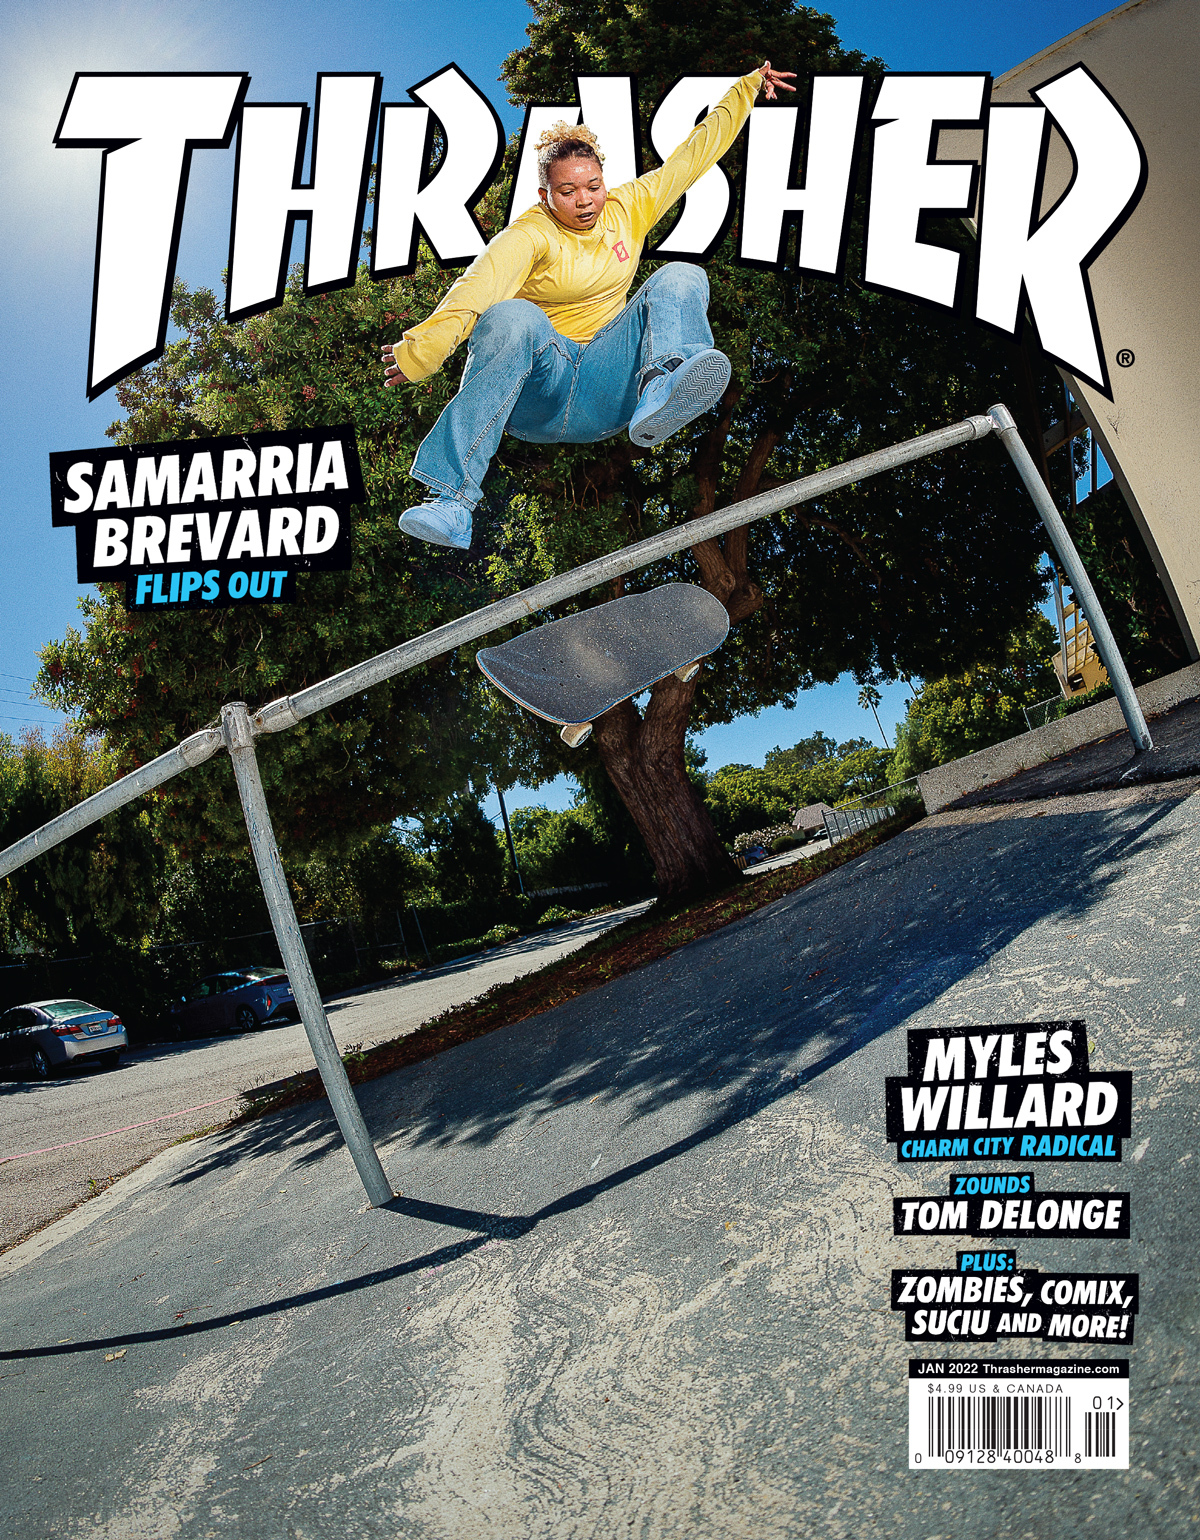 THRASHER
®
SAMARRIA
BREVARD
FLIPS OUT
MYLES
WILLARD
CHARM CITY RADICAL
ZOUNDS
TOM DELONGE
PLUS:
ZOMBIES, COMIX,
SUCIU AND MORE!
JAN 2022 Thrashermagazine.com
$4.99 US & CANADA
01>
0 09128 40048 8